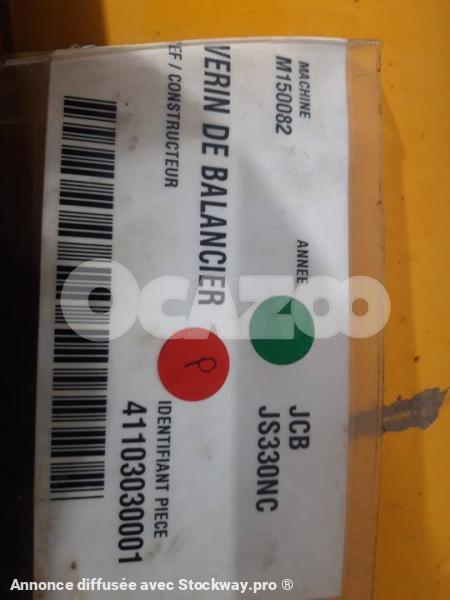 MACHINE
M150082
ANNEE
JCB
JS330NC
VERIN DE BALANCIER
EF / CONSTRUCTEUR
P
IDENTIFIANT PIECE
41103030001
OCAZOO
Annonce diffusée avec Stockway.pro ®